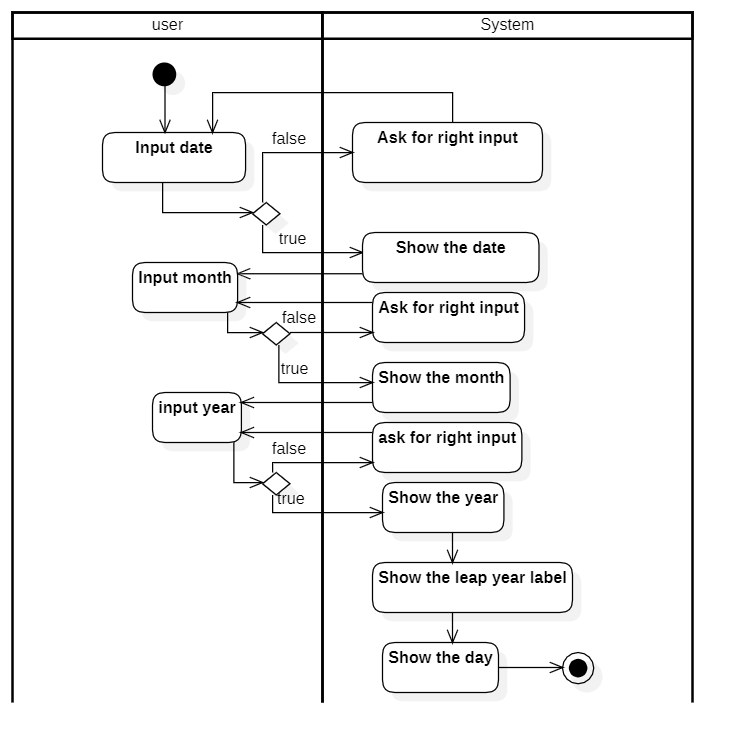 user
System
false
Ask for right input
Input date
true
Show the date
Input month
false
Ask for right input
true
Show the month
input year
false
ask for right input
true
Show the year
Show the leap year label
Show the day